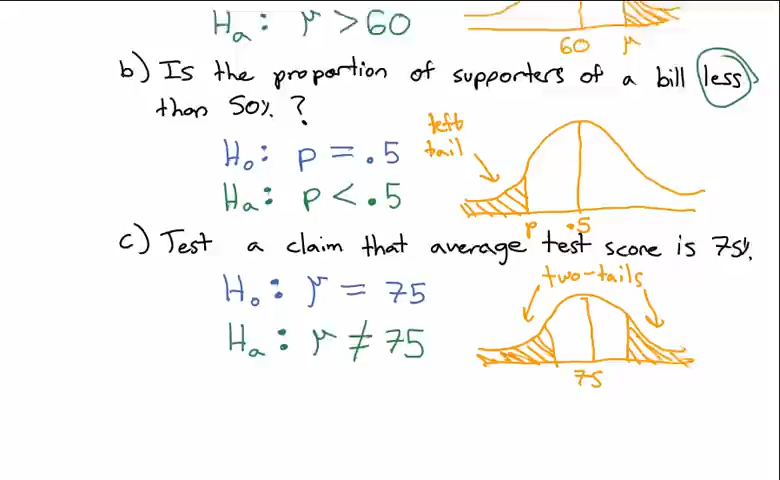 Ha: μ > 60
60 μ
b) Is the proportion of supporters of a bill less
than 50% ?
left
tail
Ho: p = .5
Ha: p < .5
p .5
c) Test a claim that average test score is 75%.
two-tails
Ho: μ = 75
Ha: μ ≠ 75
75